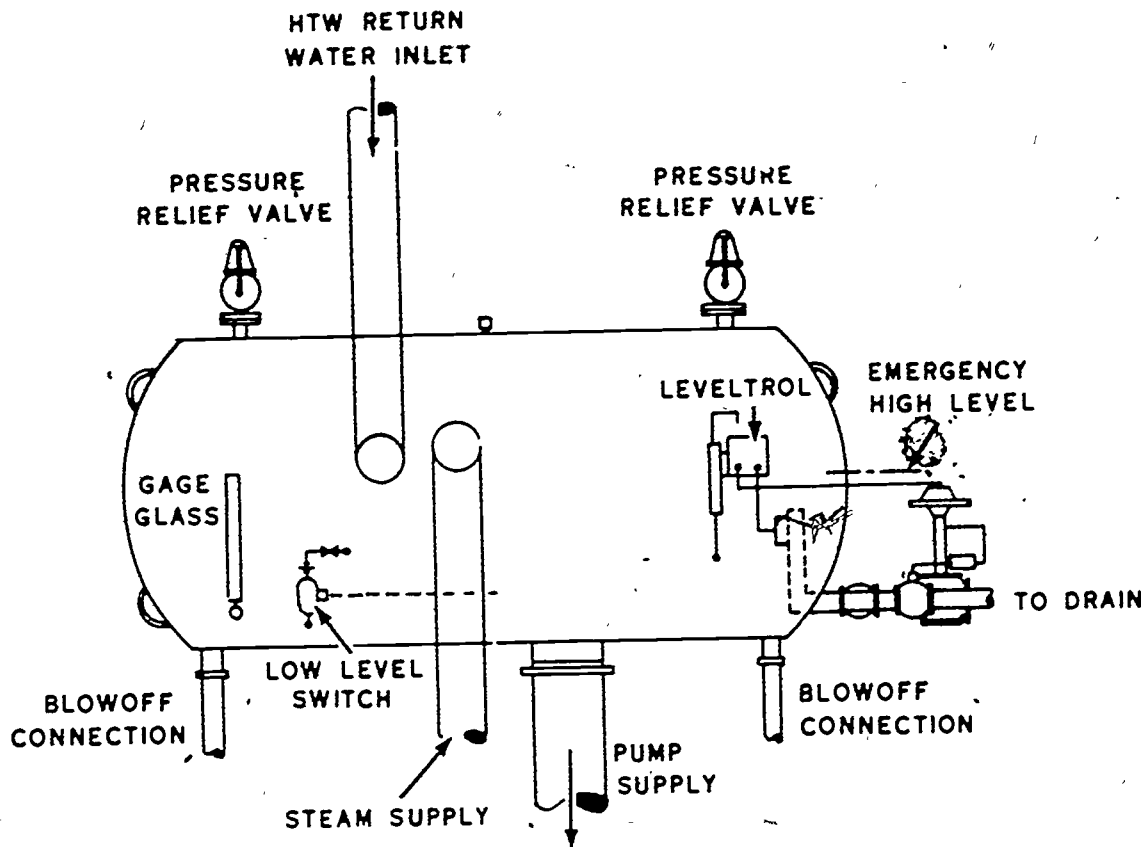 HTW RETURN
WATER INLET
PRESSURE
RELIEF VALVE
PRESSURE
RELIEF VALVE
LEVELTROL
EMERGENCY
HIGH LEVEL
GAGE
GLASS
TO DRAIN
LOW LEVEL
SWITCH
BLOWOFF
CONNECTION
BLOWOFF
CONNECTION
PUMP
SUPPLY
STEAM SUPPLY